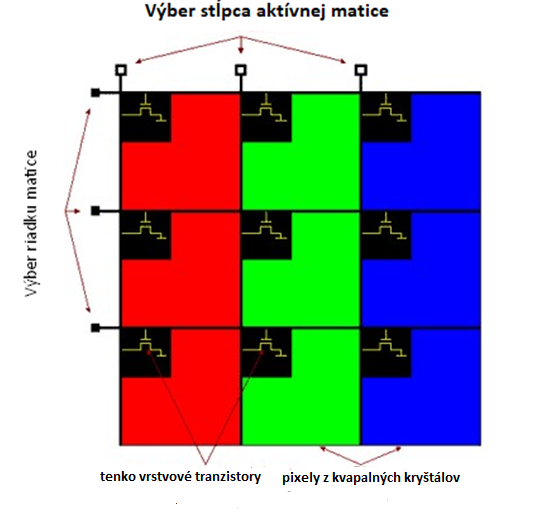 Výber stĺpca aktívnej matice
Výber riadku matice
tenko vrstvové tranzistory
pixely z kvapalných kryštálov